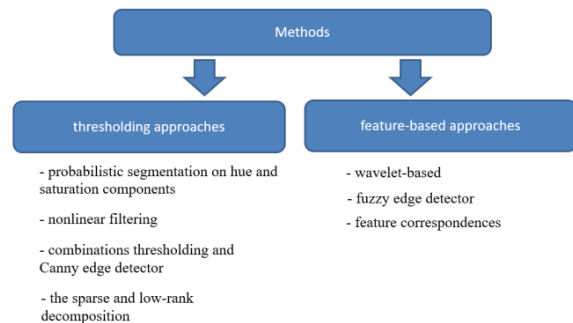 Methods
thresholding approaches
- probabilistic segmentation on hue and
saturation components
- nonlinear filtering
- combinations thresholding and
Canny edge detector
- the sparse and low-rank
decomposition
feature-based approaches
- wavelet-based
- fuzzy edge detector
- feature correspondences